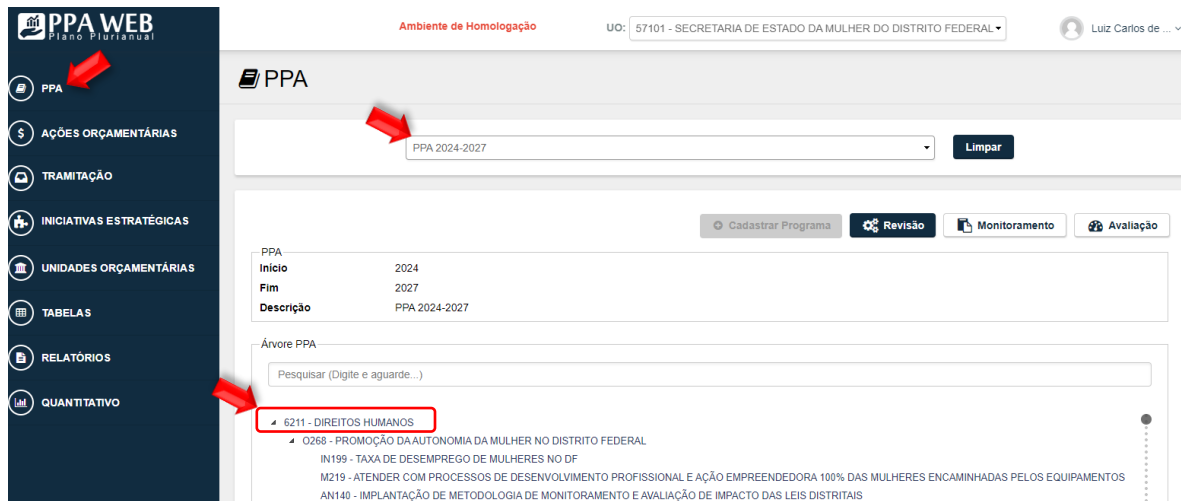 PPA WEB
Plano Plurianual
Ambiente de Homologação
UO: 57101 - SECRETARIA DE ESTADO DA MULHER DO DISTRITO FEDERAL
Luiz Carlos de ...
PPA
AÇÕES ORÇAMENTÁRIAS
TRAMITAÇÃO
INICIATIVAS ESTRATÉGICAS
UNIDADES ORÇAMENTÁRIAS
TABELAS
RELATÓRIOS
QUANTITATIVO
PPA
PPA 2024-2027
Limpar
Cadastrar Programa
Revisão
Monitoramento
Avaliação
PPA
Início 2024
Fim 2027
Descrição PPA 2024-2027
Árvore PPA
Pesquisar (Digite e aguarde...)
6211 - DIREITOS HUMANOS
O268 - PROMOÇÃO DA AUTONOMIA DA MULHER NO DISTRITO FEDERAL
IN199 - TAXA DE DESEMPREGO DE MULHERES NO DF
M219 - ATENDER COM PROCESSOS DE DESENVOLVIMENTO PROFISSIONAL E AÇÃO EMPREENDEDORA 100% DAS MULHERES ENCAMINHADAS PELOS EQUIPAMENTOS
AN140 - IMPLANTAÇÃO DE METODOLOGIA DE MONITORAMENTO E AVALIAÇÃO DE IMPACTO DAS LEIS DISTRITAIS